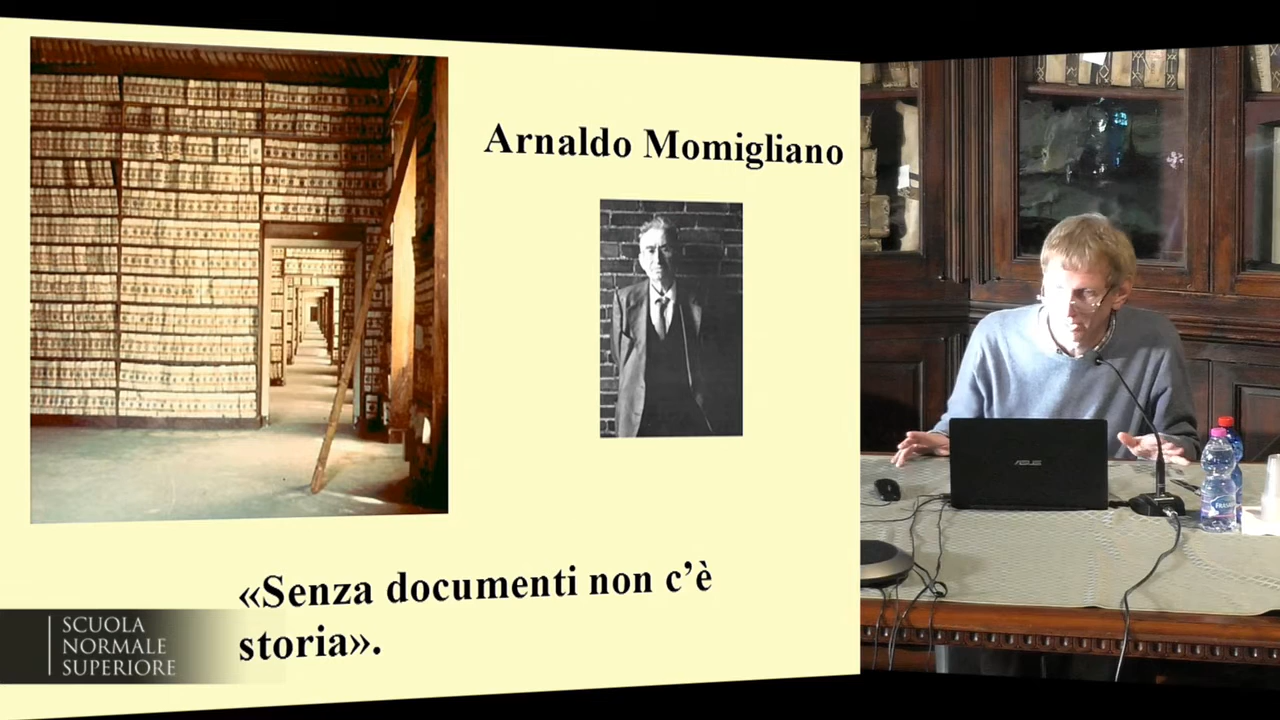 Arnaldo Momigliano
«Senza documenti non c’è
storia».
SCUOLA
NORMALE
SUPERIORE
ASUS